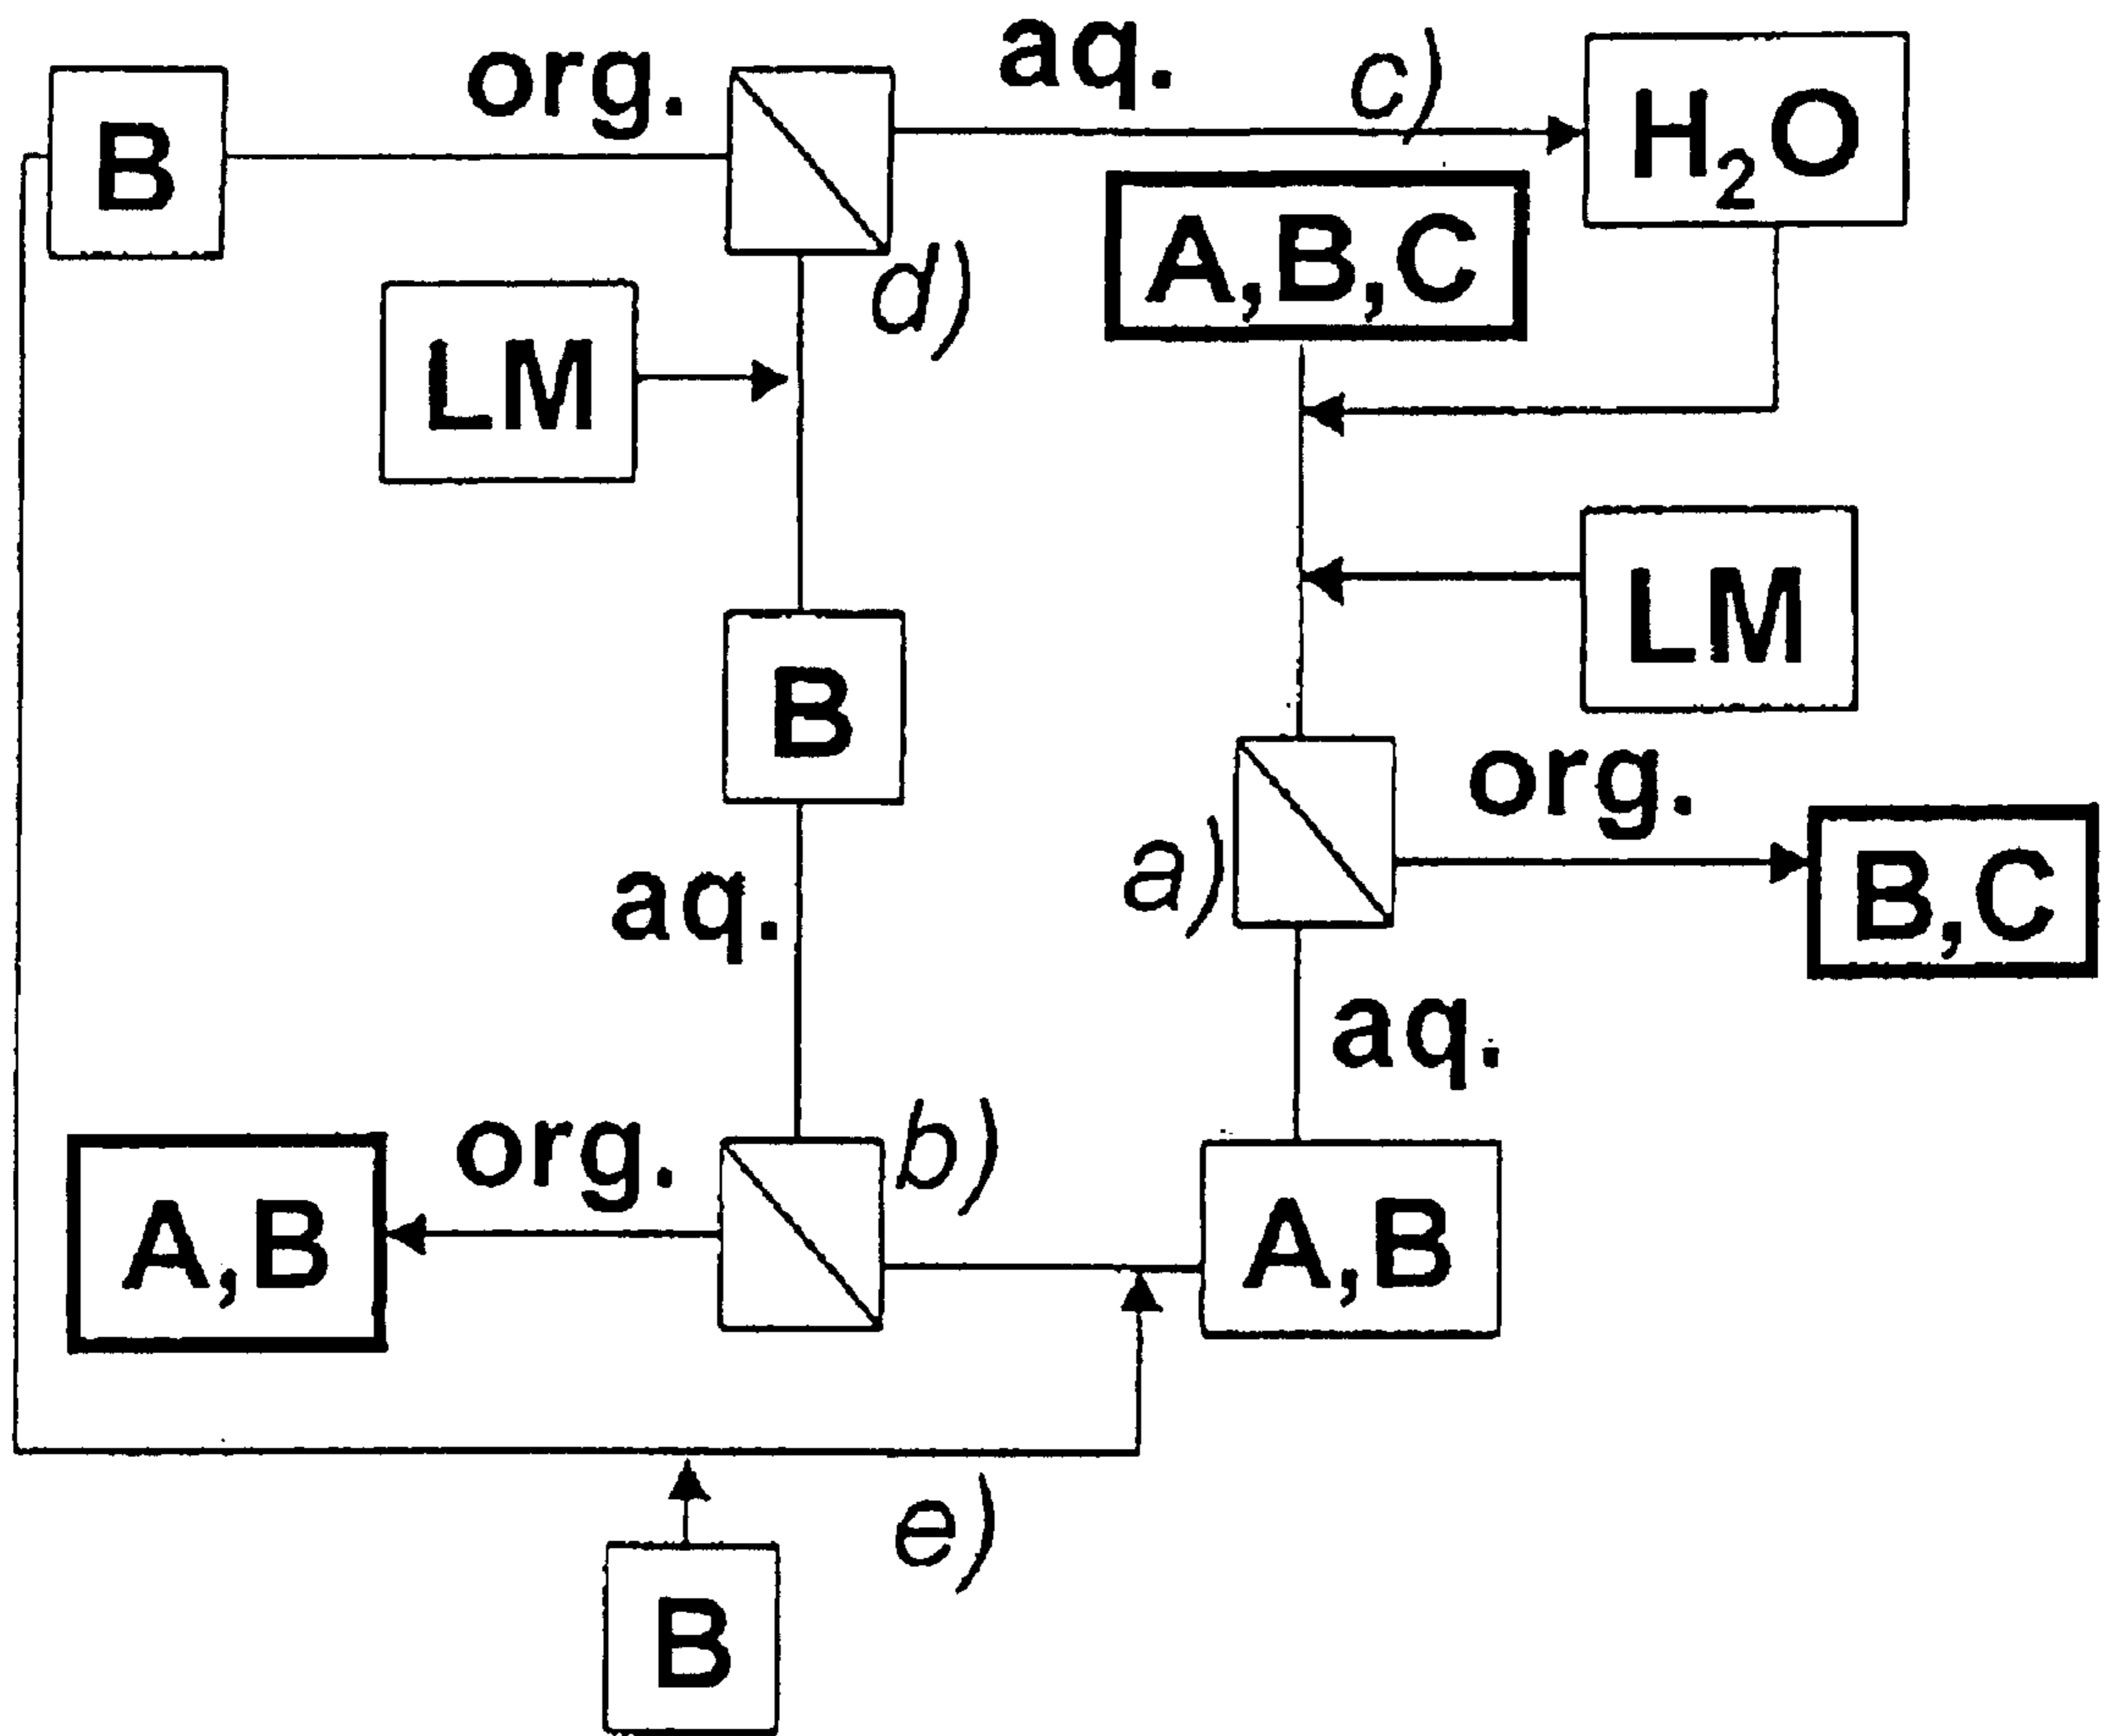 org.
aq.
c)
H₂O
B
A,B,C
d)
LM
LM
B
org.
a)
B,C
aq.
aq.
org.
b)
A,B
A,B
e)
B